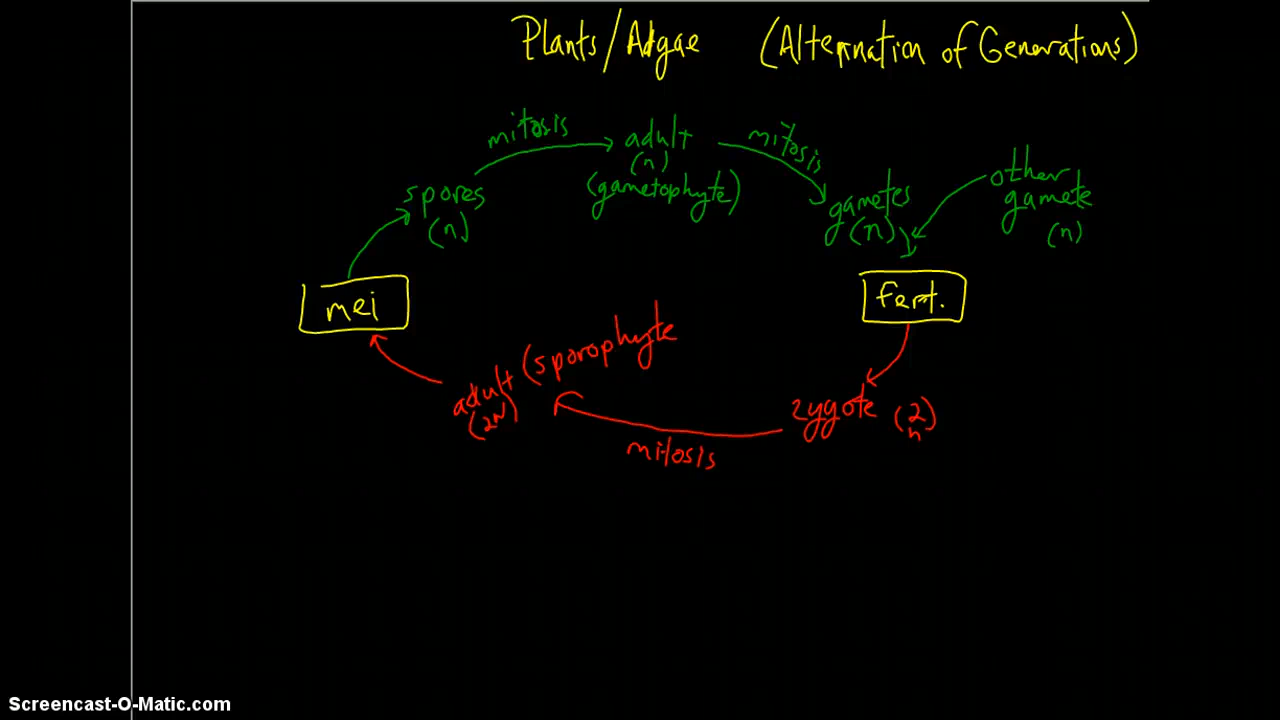 Plants/Algae (Alternation of Generations)
mitosis
adult
(n)
(gametophyte)
mitosis
spores
(n)
gametes
(n)
other
gamete
(n)
mei
fert.
adult (sporophyte
(2N)
zygote (2n)
mitosis
Screencast-O-Matic.com